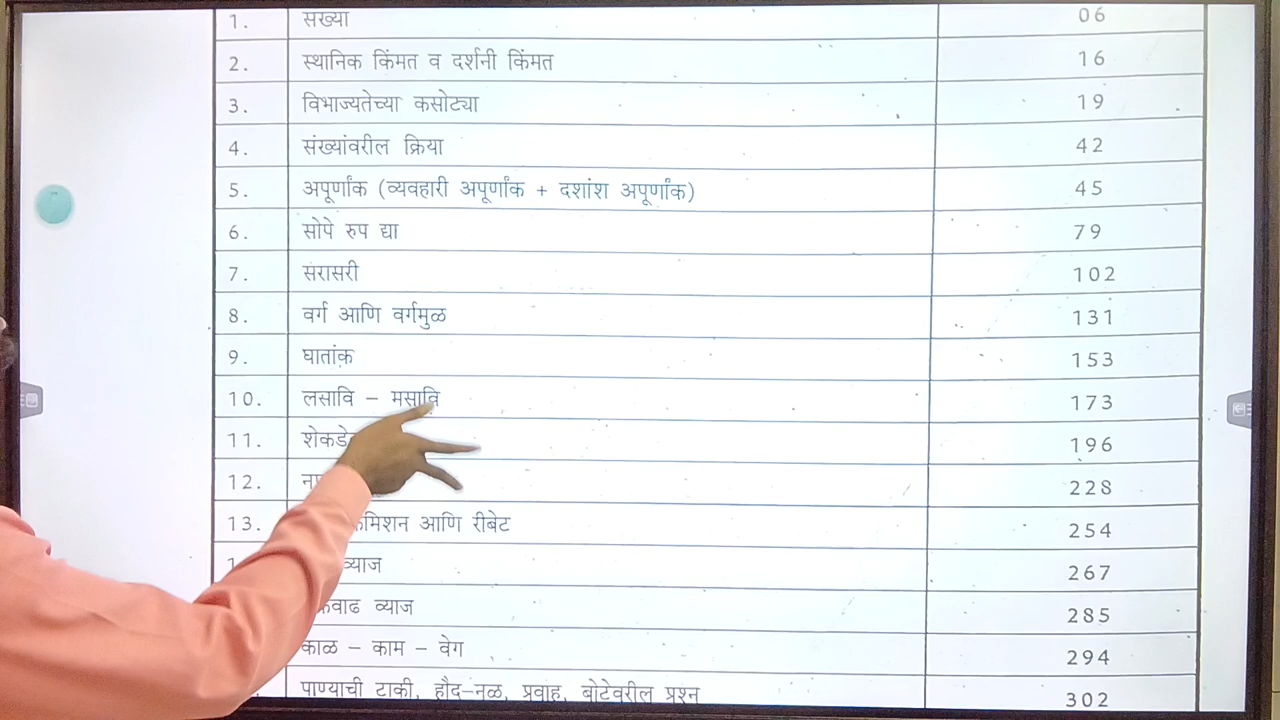 1. सख्या 06
2. स्थानिक किंमत व दर्शनी किंमत 16
3. विभाज्यतेच्या कसोट्या 19
4. संख्यांवरील क्रिया 42
5. अपूर्णांक (व्यवहारी अपूर्णांक + दशांश अपूर्णांक) 45
6. सोपे रुप द्या 79
7. सरासरी 102
8. वर्ग आणि वर्गमुळ 131
9. घातांक 153
10. लसावि - मसावि 173
11. 196
12. 228
13. कमिशन आणि रीबेट 254
व्याज 267
व्याज 285
काळ - काम - वेग 294
पाण्याची टाकी, हौद-नळ, प्रवाह, बोटेवरील प्रश्न 302